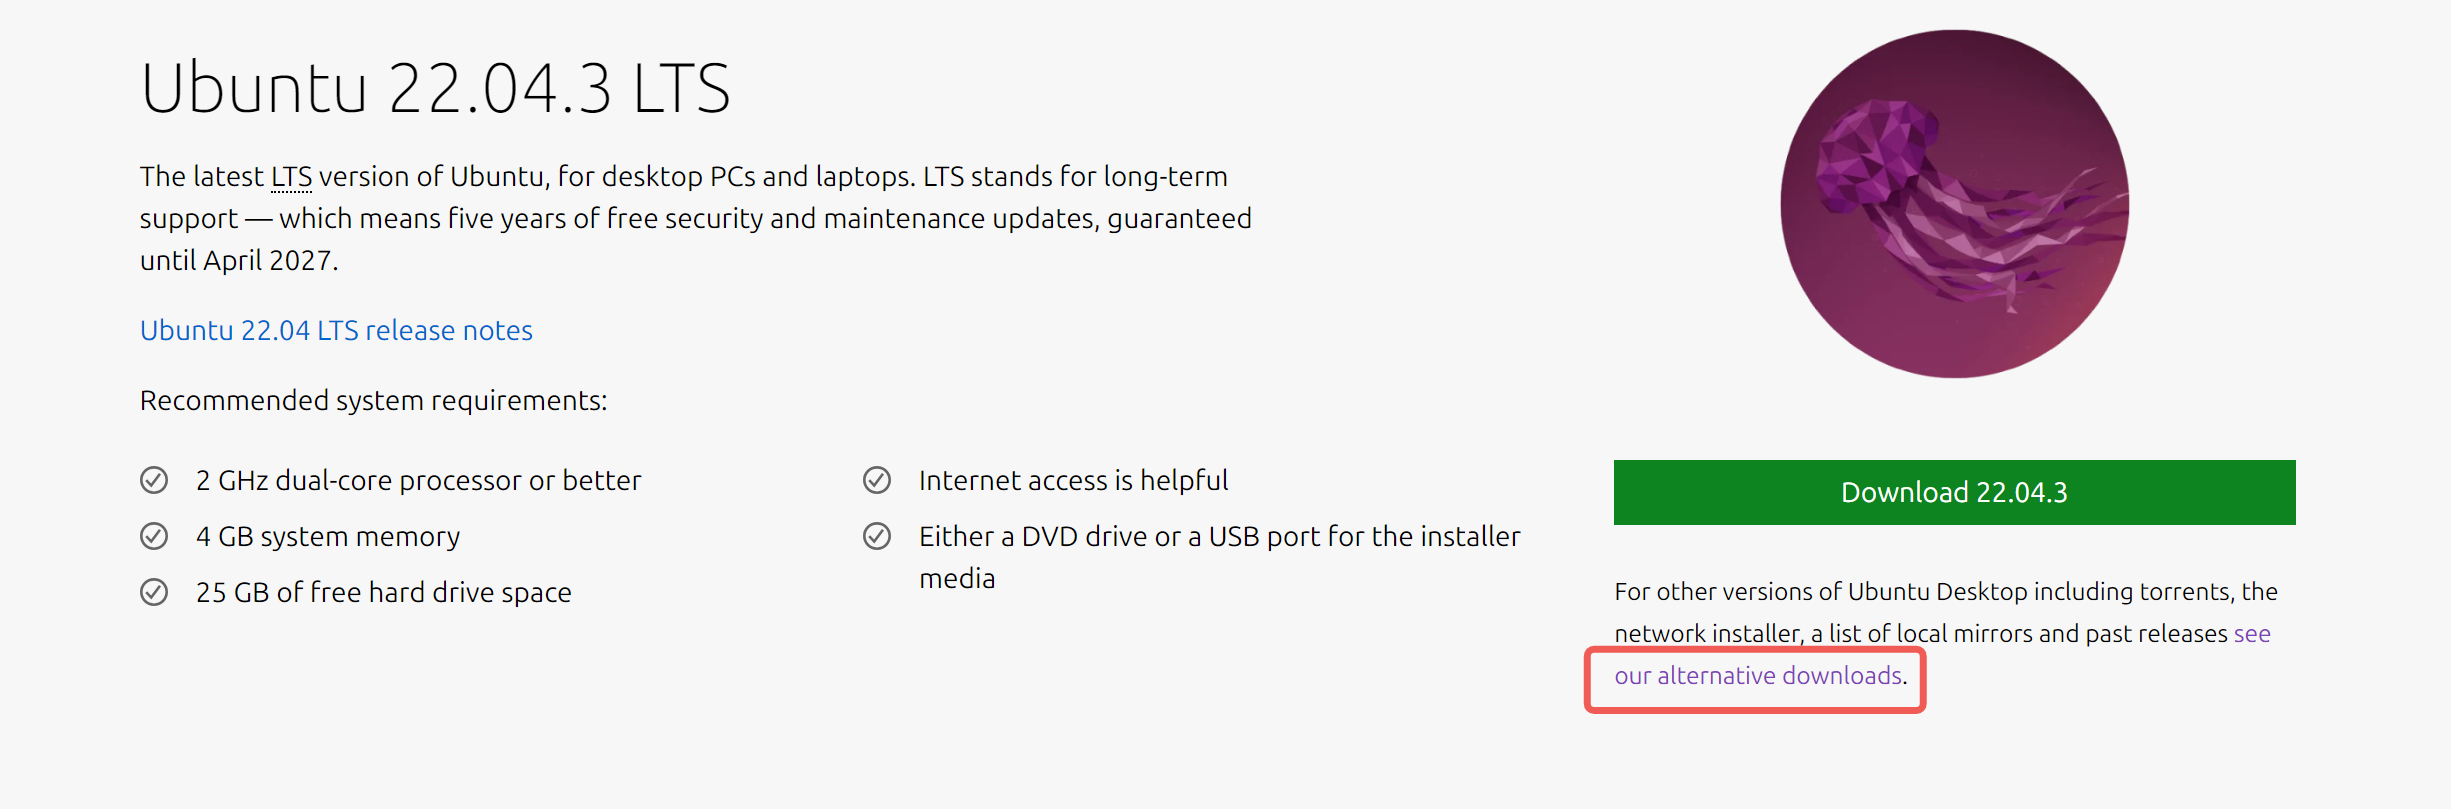 Ubuntu 22.04.3 LTS
The latest LTS version of Ubuntu, for desktop PCs and laptops. LTS stands for long-term
support — which means five years of free security and maintenance updates, guaranteed
until April 2027.
Ubuntu 22.04 LTS release notes
Recommended system requirements:
2 GHz dual-core processor or better
4 GB system memory
25 GB of free hard drive space
Internet access is helpful
Either a DVD drive or a USB port for the installer
media
Download 22.04.3
For other versions of Ubuntu Desktop including torrents, the
network installer, a list of local mirrors and past releases see
our alternative downloads.